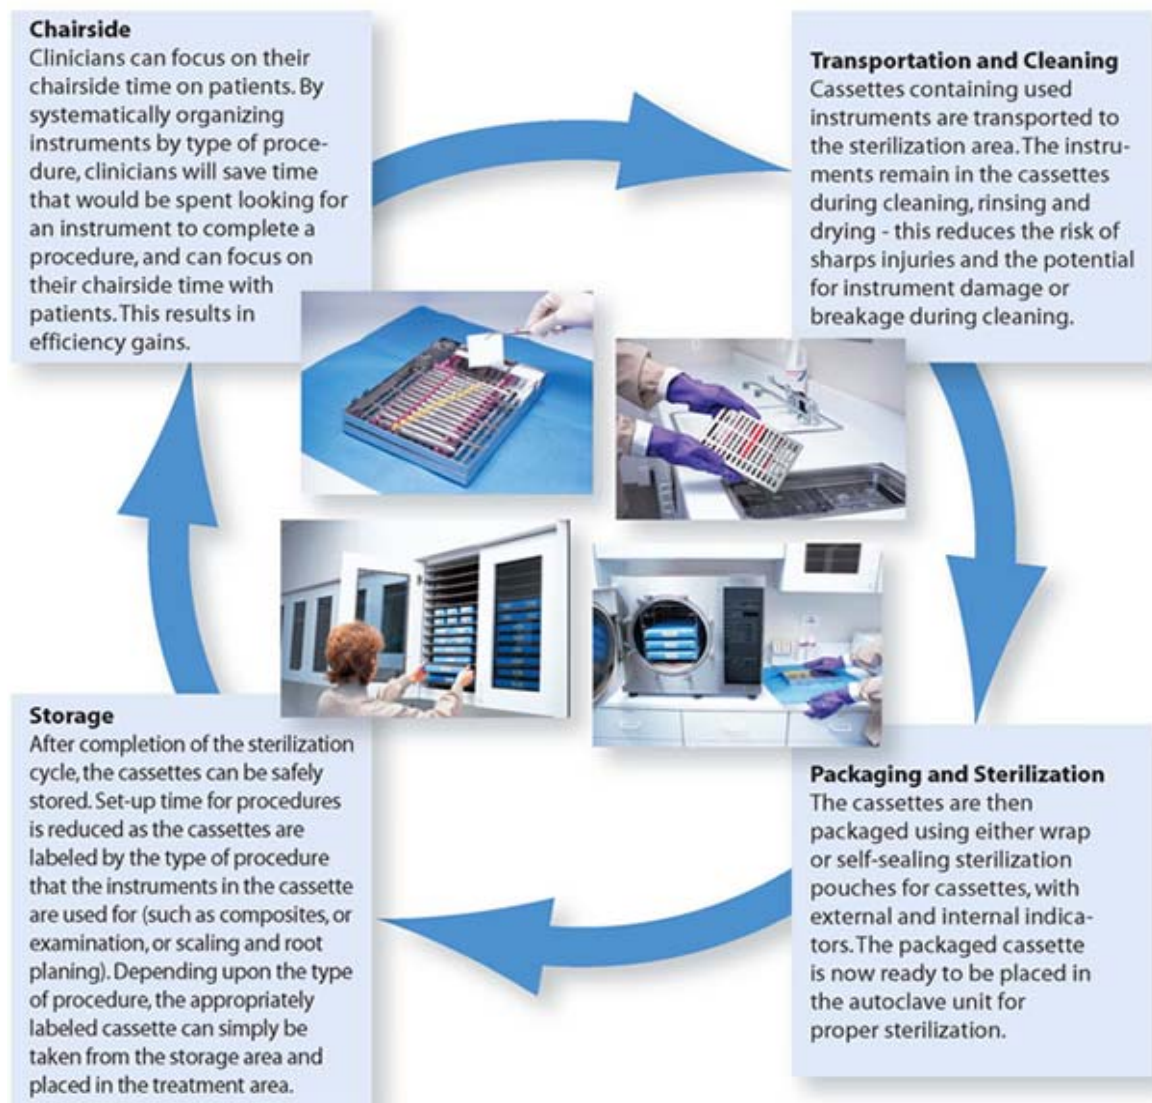 Chairside
Clinicians can focus on their
chairside time on patients. By
systematically organizing
instruments by type of proce-
dure, clinicians will save time
that would be spent looking for
an instrument to complete a
procedure, and can focus on
their chairside time with
patients. This results in
efficiency gains.
Transportation and Cleaning
Cassettes containing used
instruments are transported to
the sterilization area. The instru-
ments remain in the cassettes
during cleaning, rinsing and
drying - this reduces the risk of
sharps injuries and the potential
for instrument damage or
breakage during cleaning.
Storage
After completion of the sterilization
cycle, the cassettes can be safely
stored. Set-up time for procedures
is reduced as the cassettes are
labeled by the type of procedure
that the instruments in the cassette
are used for (such as composites, or
examination, or scaling and root
planing). Depending upon the type
of procedure, the appropriately
labeled cassette can simply be
taken from the storage area and
placed in the treatment area.
Packaging and Sterilization
The cassettes are then
packaged using either wrap
or self-sealing sterilization
pouches for cassettes, with
external and internal indica-
tors. The packaged cassette
is now ready to be placed in
the autoclave unit for
proper sterilization.